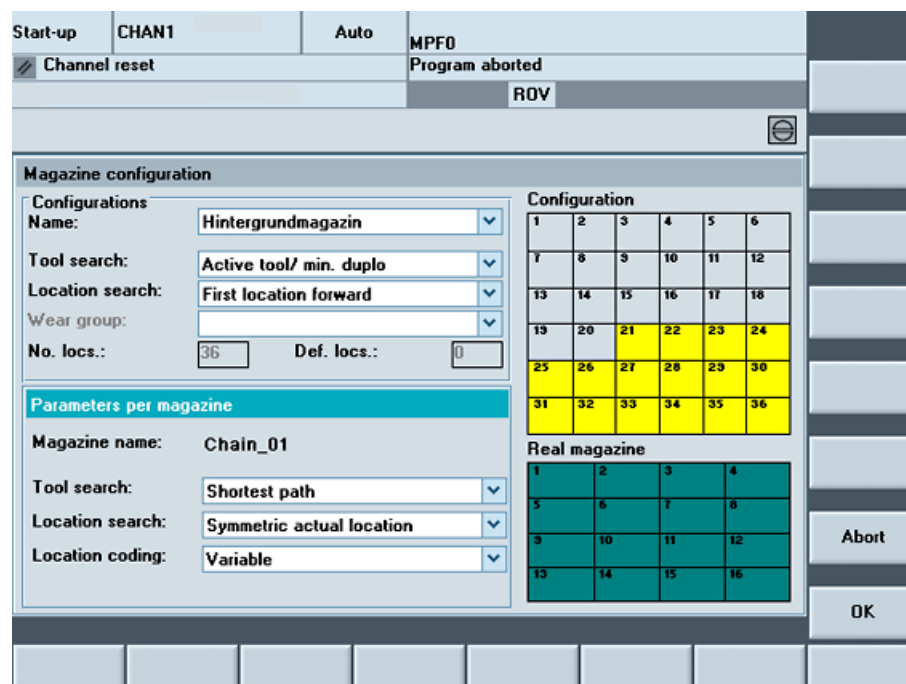 Start-up CHAN1 Auto MPF0
Channel reset Program aborted
ROV
Magazine configuration
Configurations
Name: Hintergrundmagazin
Tool search: Active tool/ min. duplo
Location search: First location forward
Wear group:
No. locs.: 36 Def. locs.: 0
Parameters per magazine
Magazine name: Chain_01
Tool search: Shortest path
Location search: Symmetric actual location
Location coding: Variable
Configuration
1 2 3 4 5 6
7 8 9 10 11 12
13 14 15 16 17 18
19 20 21 22 23 24
25 26 27 28 29 30
31 32 33 34 35 36
Real magazine
1 2 3 4
5 6 7 8
9 10 11 12
13 14 15 16
Abort
OK